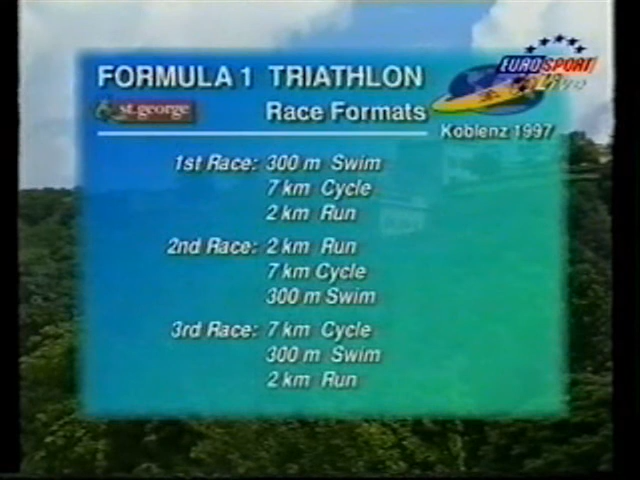 FORMULA 1 TRIATHLON
EUROSPORT
Live
st.george
Race Formats
Koblenz 1997
1st Race: 300 m Swim
7 km Cycle
2 km Run
2nd Race: 2 km Run
7 km Cycle
300 m Swim
3rd Race: 7 km Cycle
300 m Swim
2 km Run